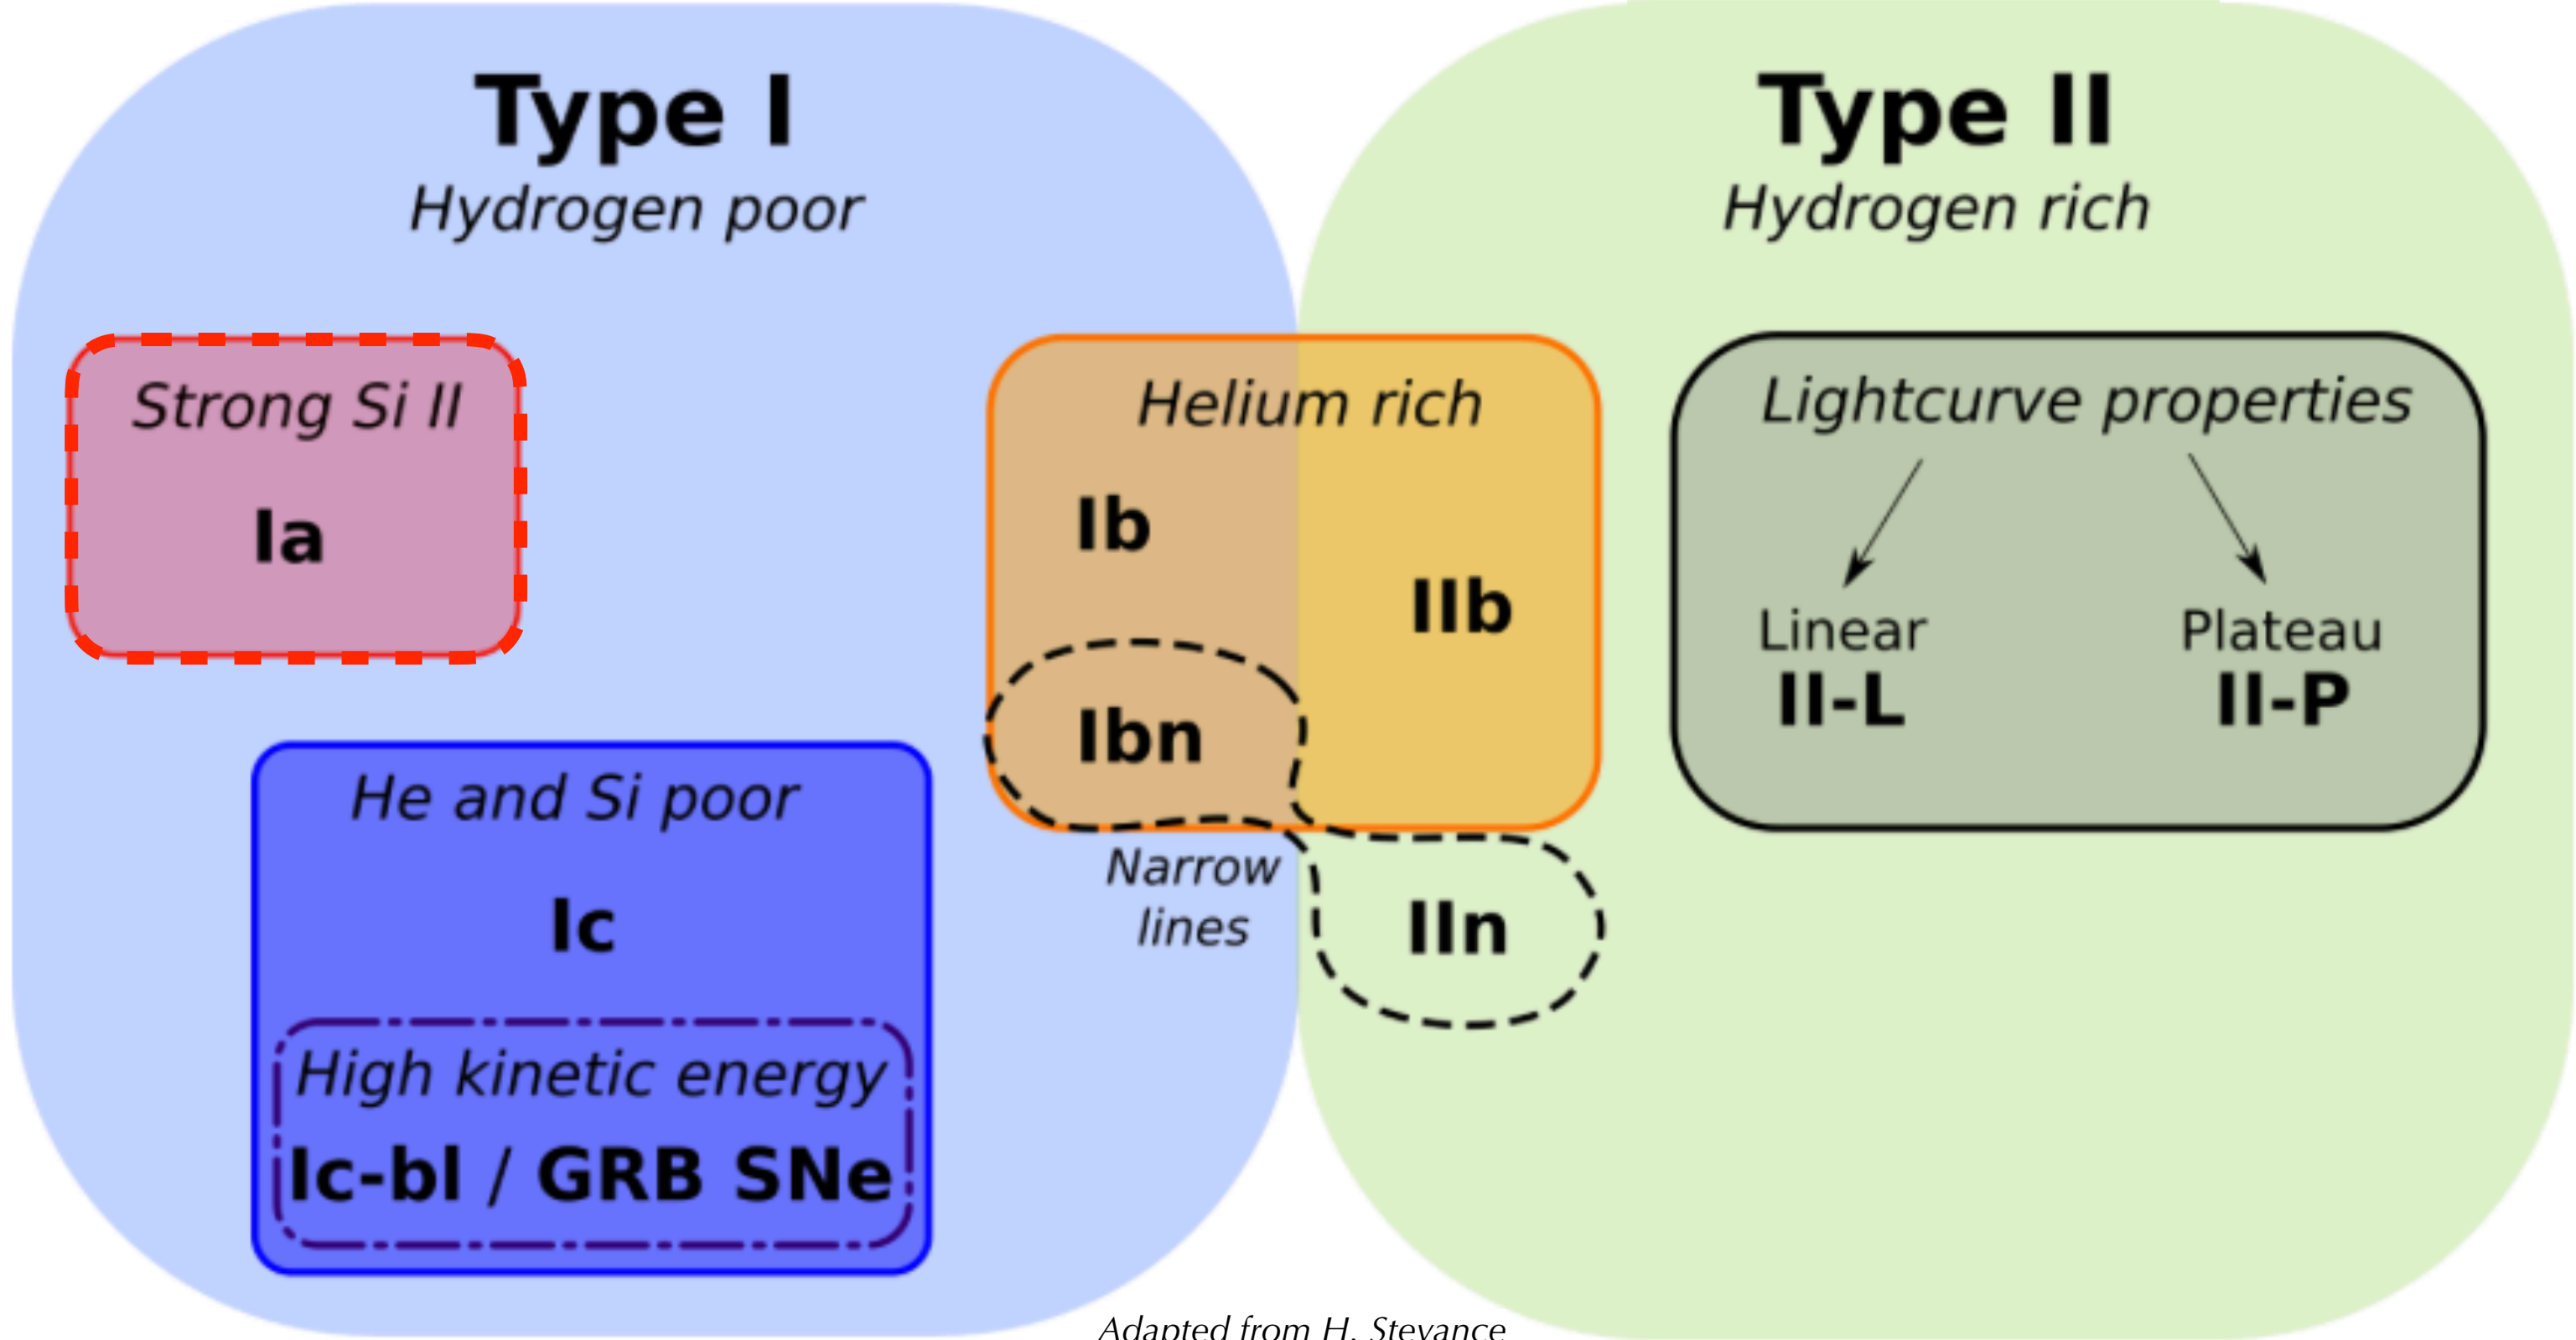 Type I
Hydrogen poor
Type II
Hydrogen rich
Strong Si II
Ia
Helium rich
Ib
IIb
Ibn
Lightcurve properties
Linear
II-L
Plateau
II-P
He and Si poor
Ic
High kinetic energy
Ic-bl / GRB SNe
Narrow
lines
IIn
Adapted from H. Stevance